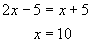 2x − 5 = x + 5
x = 10